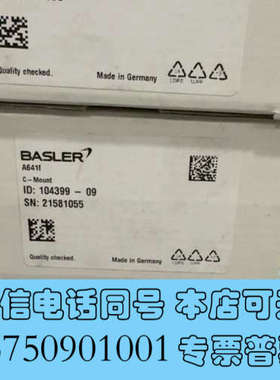 Quality checked.
Made in Germany
BASLER
A641f
C-Mount
ID: 104399 - 09
SN: 21581055
Quality checked.
Made in Germany
信电话同号 本店可
750901001 专票普